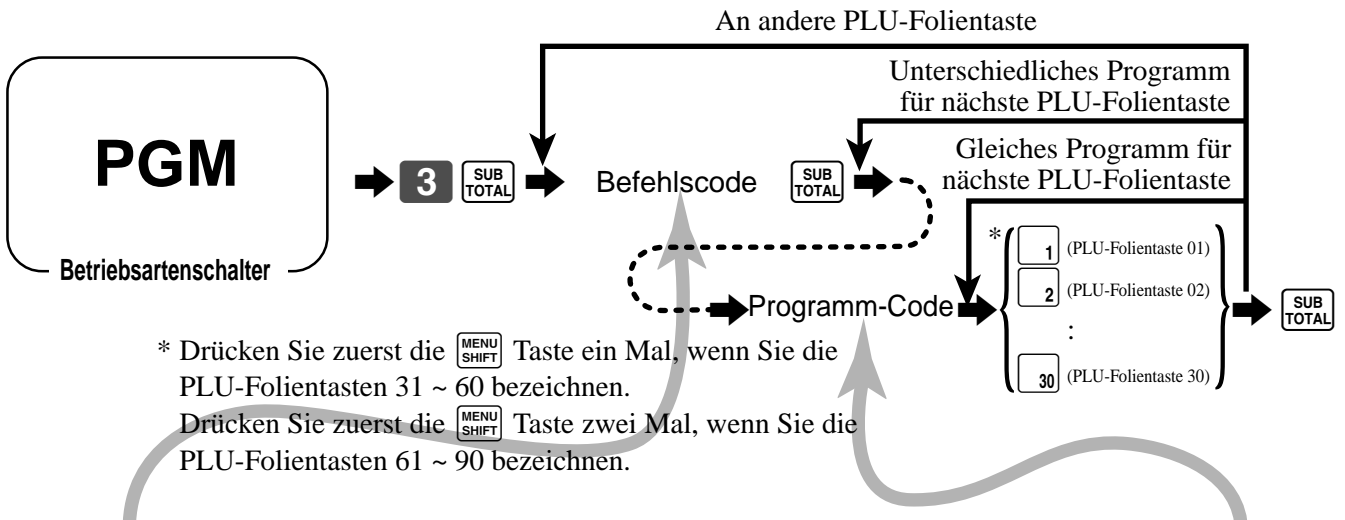 An andere PLU-Folientaste
Unterschiedliches Programm
für nächste PLU-Folientaste
Gleiches Programm für
nächste PLU-Folientaste
PGM
Betriebsartenschalter
3 SUB TOTAL Befehlscode SUB TOTAL
* 1 (PLU-Folientaste 01)
2 (PLU-Folientaste 02)
:
30 (PLU-Folientaste 30)
Programm-Code
SUB TOTAL
* Drücken Sie zuerst die MENU SHIFT Taste ein Mal, wenn Sie die
PLU-Folientasten 31 ~ 60 bezeichnen.
Drücken Sie zuerst die MENU SHIFT Taste zwei Mal, wenn Sie die
PLU-Folientasten 61 ~ 90 bezeichnen.